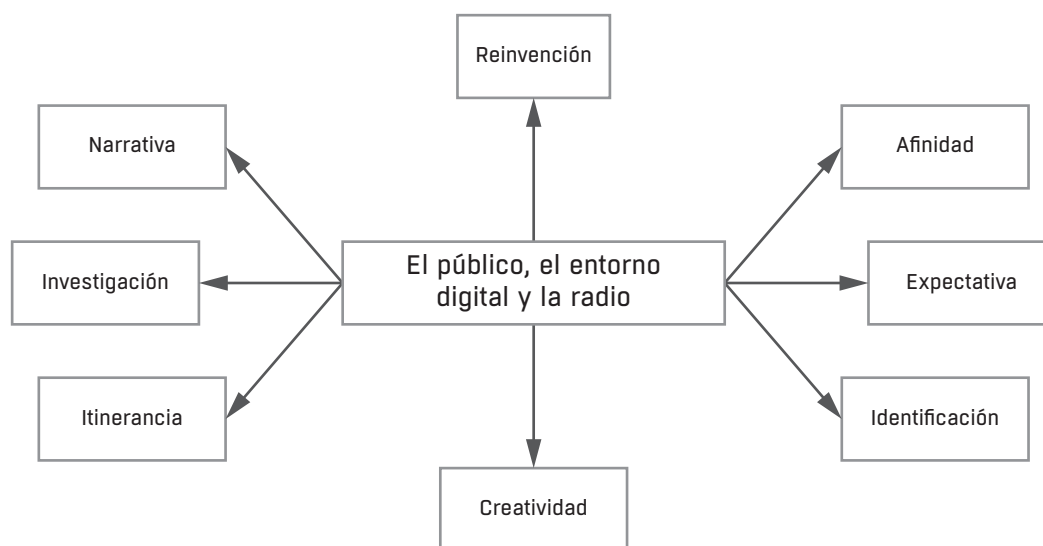 Reinvención
Narrativa
Afinidad
El público, el entorno
digital y la radio
Investigación
Expectativa
Itinerancia
Identificación
Creatividad